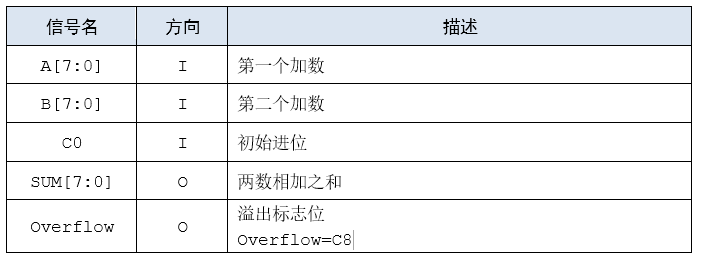 信号名 方向 描述
A[7:0] I 第一个加数
B[7:0] I 第二个加数
C0 I 初始进位
SUM[7:0] O 两数相加之和
Overflow O 溢出标志位
Overflow=C8